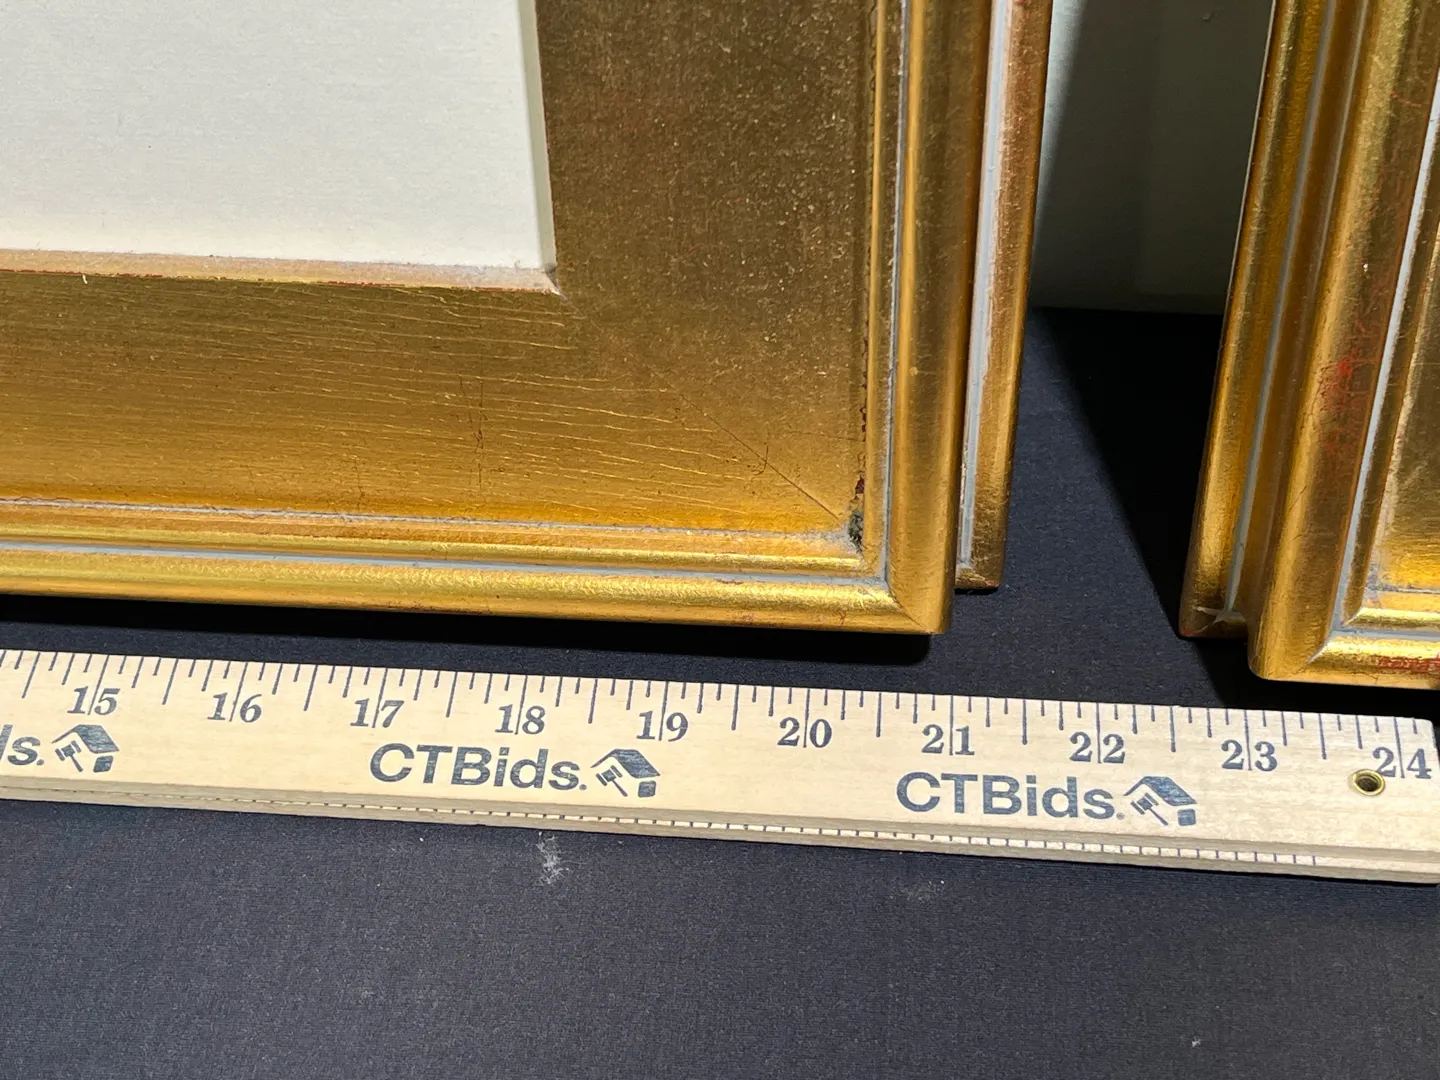 15 16 17 18 19 20 21 22 23 24
ds. CTBids. CTBids.